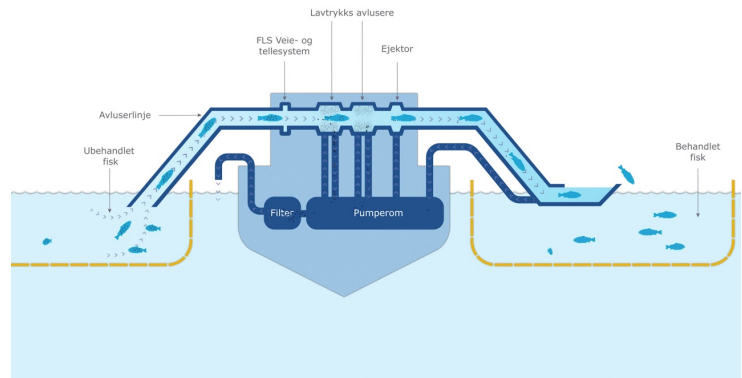 Lavtrykks avlusere
FLS Veie- og
tellesystem
Ejektor
Avluserlinje
Ubehandlet
fisk
Behandlet
fisk
Filter
Pumperom